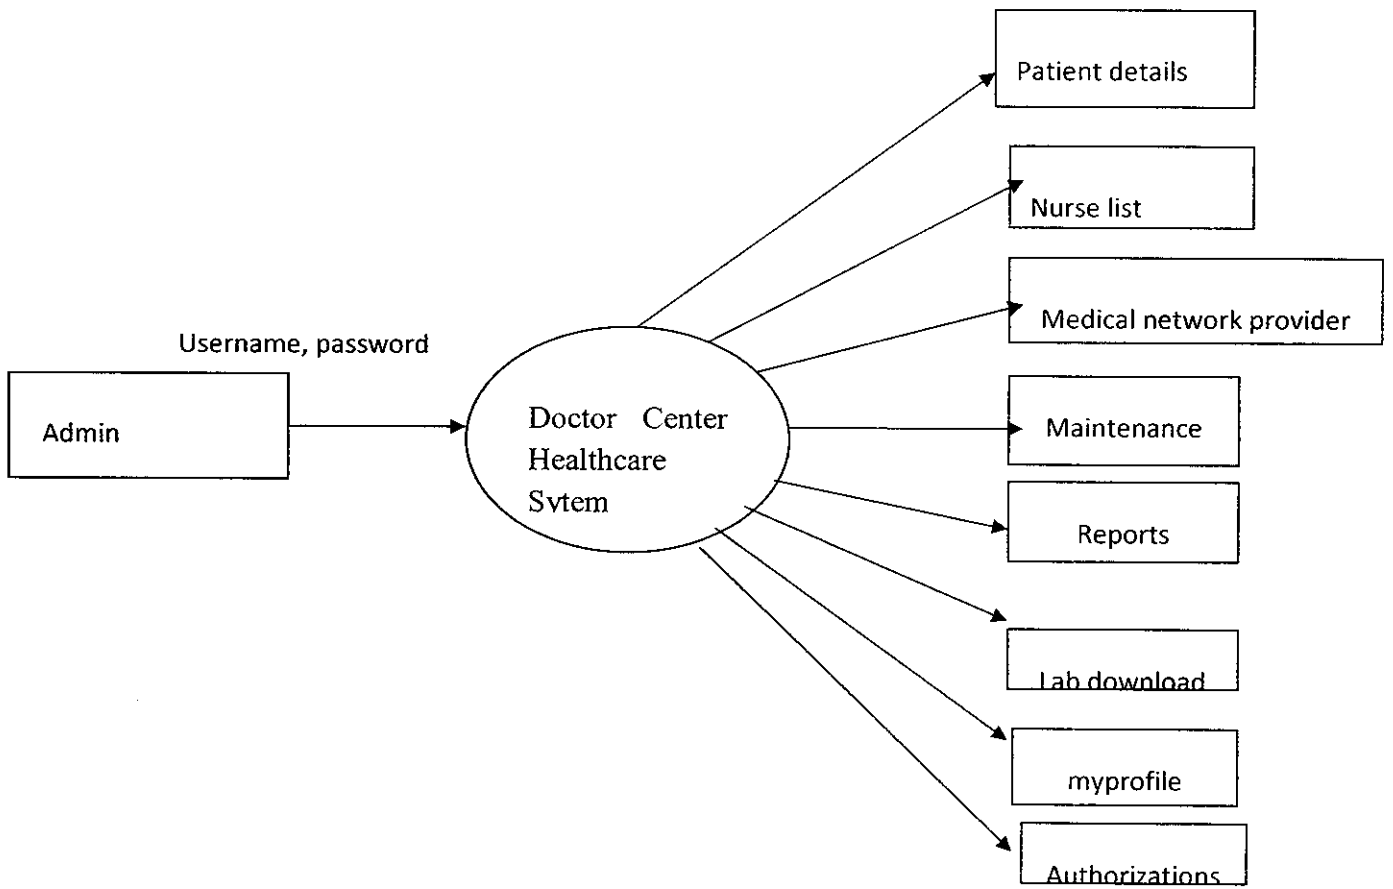 Patient details
Nurse list
Medical network provider
Username, password
Admin
Doctor Center
Healthcare
Svtem
Maintenance
Reports
Lab download
myprofile
Authorizations